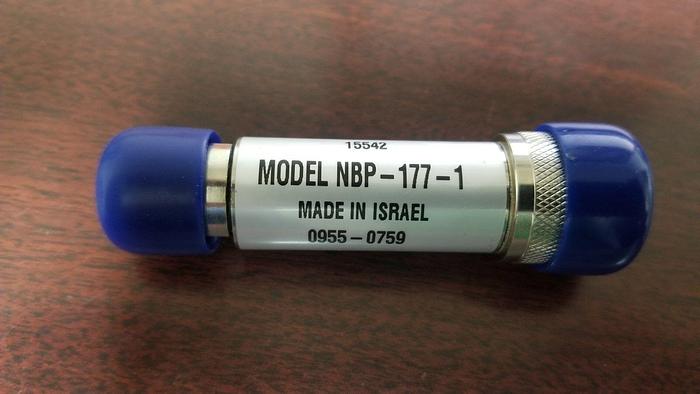 15542
MODEL NBP-177-1
MADE IN ISRAEL
0955-0759